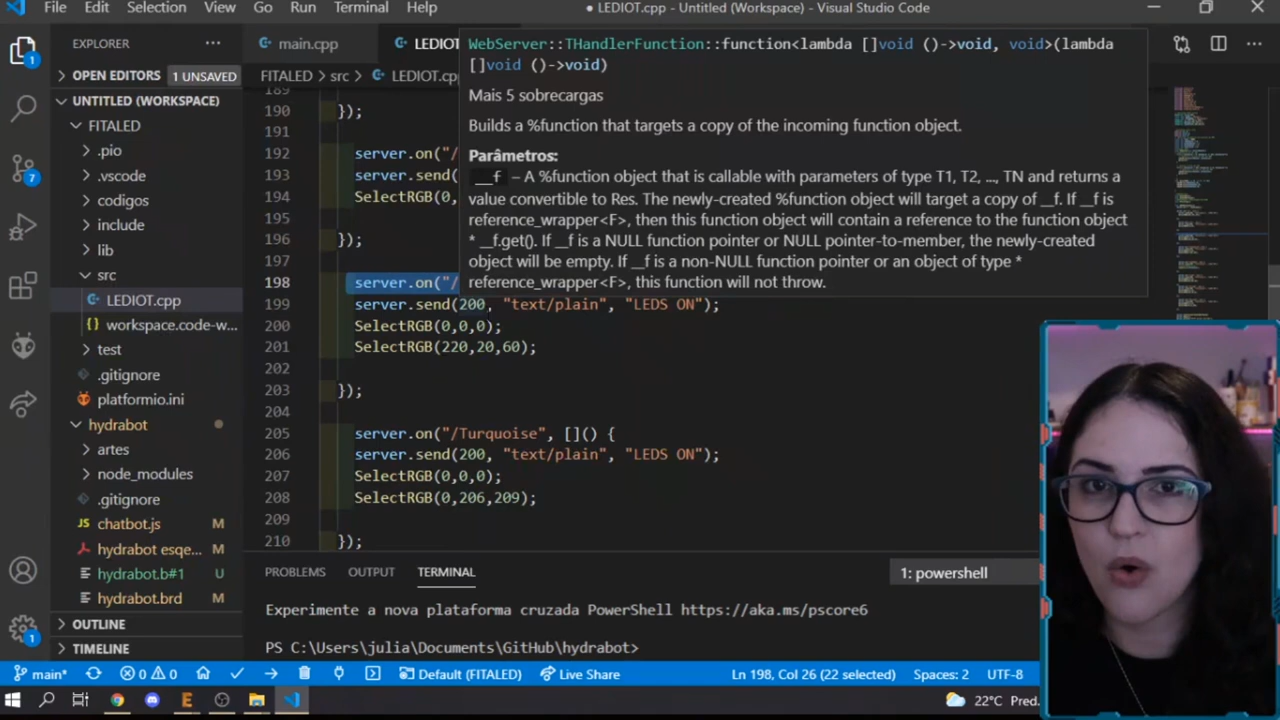 File Edit Selection View Go Run Terminal Help
● LEDIOT.cpp - Untitled (Workspace) - Visual Studio Code
EXPLORER
OPEN EDITORS 1 UNSAVED
UNTITLED (WORKSPACE)
FITALED
.pio
.vscode
codigos
include
lib
src
LEDIOT.cpp
workspace.code-w...
test
.gitignore
platformio.ini
hydrabot
artes
node_modules
.gitignore
JS chatbot.js M
hydrabot esqe... M
hydrabot.b#1 U
hydrabot.brd M
OUTLINE
TIMELINE
main.cpp LEDIOT
FITALED > src > LEDIOT.cpp
WebServer::THandlerFunction::function<lambda []void ()->void, void>(lambda
[]void ()->void)
Mais 5 sobrecargas
Builds a %function that targets a copy of the incoming function object.
Parâmetros:
__f – A %function object that is callable with parameters of type T1, T2, ..., TN and returns a
value convertible to Res. The newly-created %function object will target a copy of __f. If __f is
reference_wrapper<F>, then this function object will contain a reference to the function object
* __f.get(). If __f is a NULL function pointer or NULL pointer-to-member, the newly-created
object will be empty. If __f is a non-NULL function pointer or an object of type *
reference_wrapper<F>, this function will not throw.
189
190 });
191
192 server.on("/
193 server.send(
194 SelectRGB(0,
195
196 });
197
198 server.on("/
199 server.send(200, "text/plain", "LEDS ON");
200 SelectRGB(0,0,0);
201 SelectRGB(220,20,60);
202
203 });
204
205 server.on("/Turquoise", []() {
206 server.send(200, "text/plain", "LEDS ON");
207 SelectRGB(0,0,0);
208 SelectRGB(0,206,209);
209
210 });
PROBLEMS OUTPUT TERMINAL 1: powershell
Experimente a nova plataforma cruzada PowerShell https://aka.ms/pscore6
PS C:\Users\julia\Documents\GitHub\hydrabot>
main* 0 0 Default (FITALED) Live Share Ln 198, Col 26 (22 selected) Spaces: 2 UTF-8
22°C Pred.